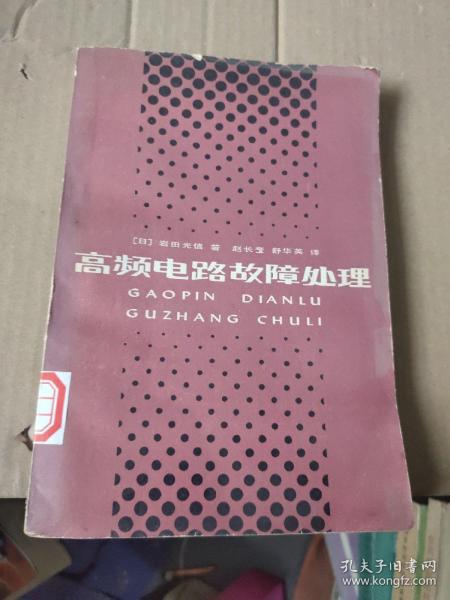 [日] 岩田光信 著 赵长奎 舒华英 译
高频电路故障处理
GAOPIN DIANLU
GUZHANG CHULI
孔夫子旧书网
www.kongfz.com